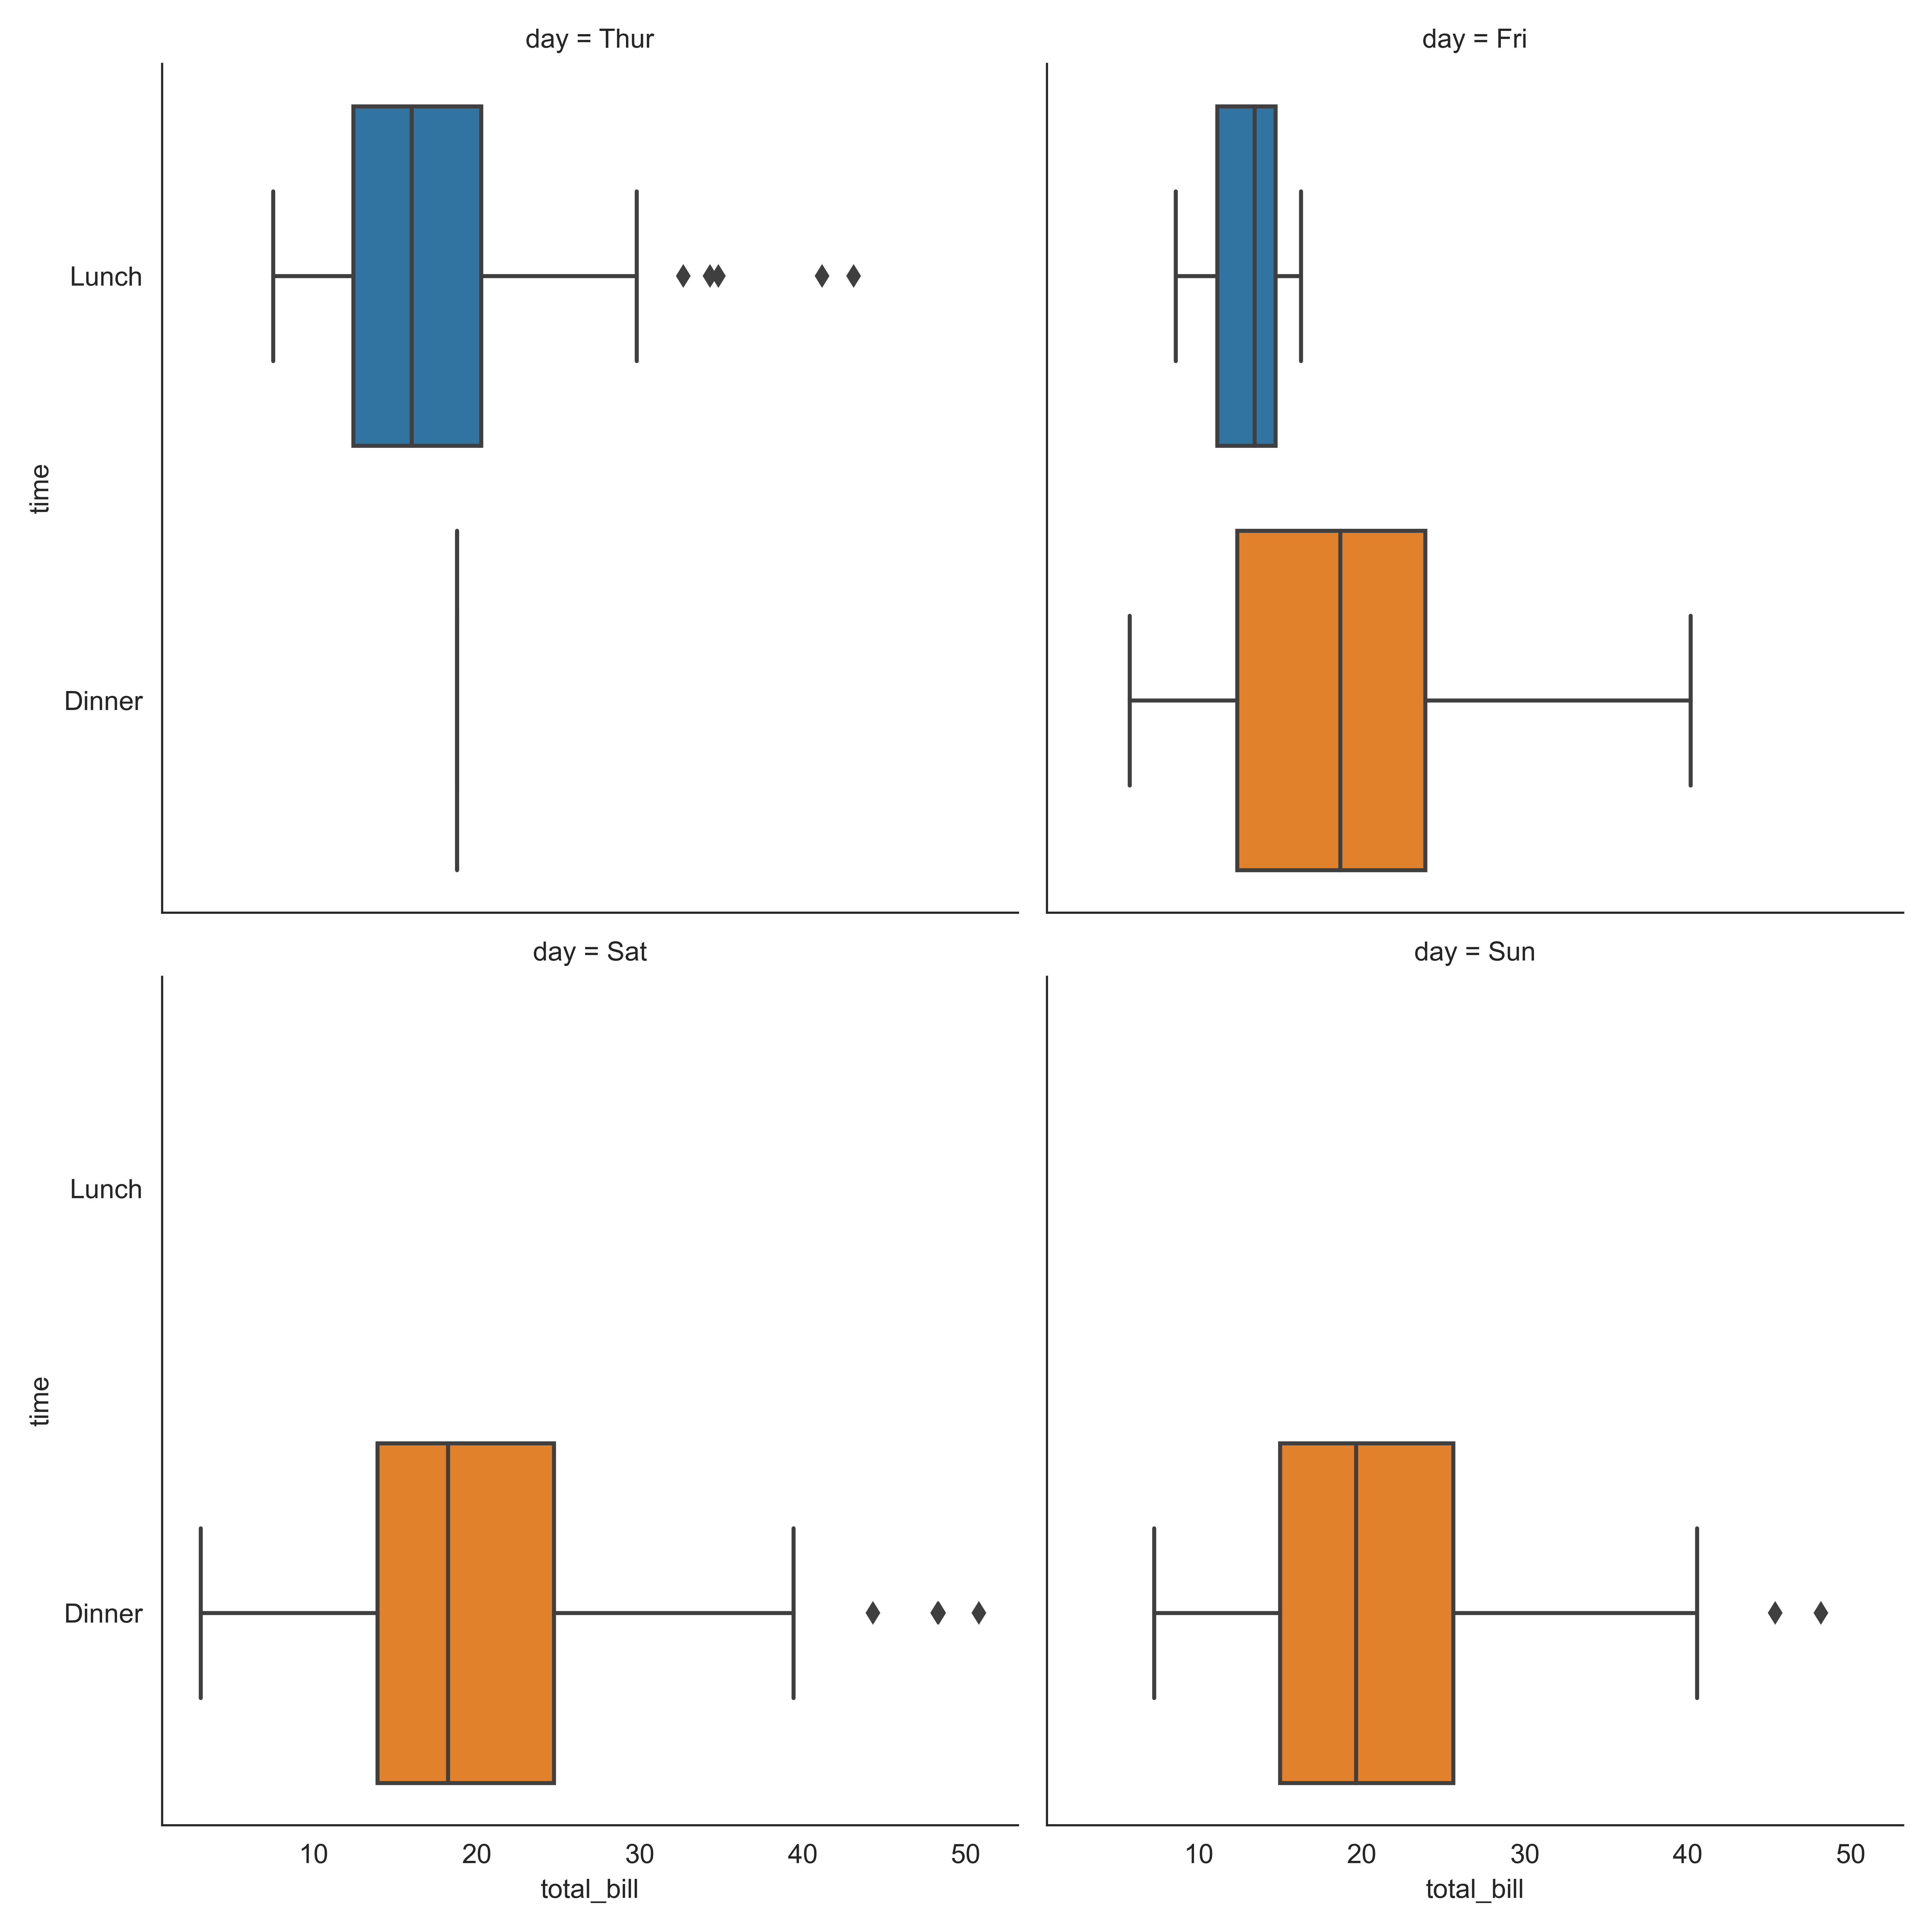 day = Thur
day = Fri
time
Lunch
Dinner
day = Sat
day = Sun
time
Lunch
Dinner
10 20 30 40 50
total_bill
10 20 30 40 50
total_bill